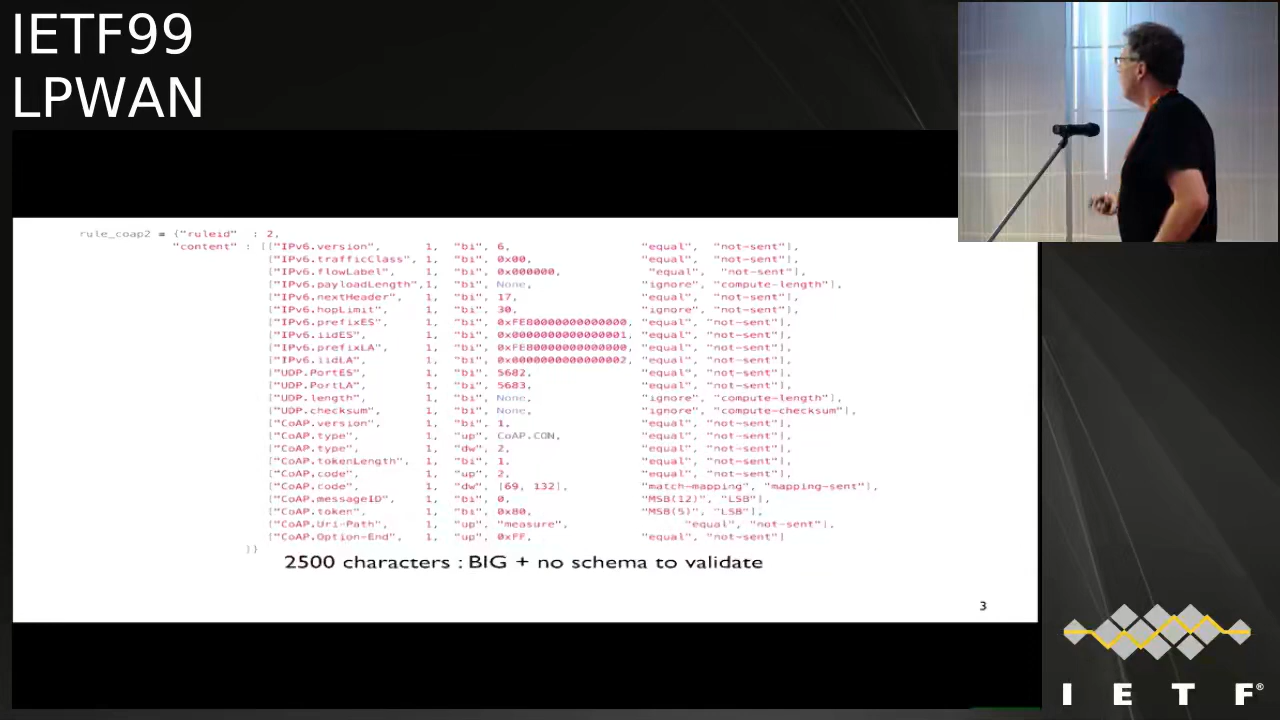 IETF99
LPWAN
rule_coap2 = {"ruleid" : 2,
"content" : [["IPv6.version", 1, "bi", 6, "equal", "not-sent"],
["IPv6.trafficClass", 1, "bi", 0x00, "equal", "not-sent"],
["IPv6.flowLabel", 1, "bi", 0x000000, "equal", "not-sent"],
["IPv6.payloadLength",1, "bi", None, "ignore", "compute-length"],
["IPv6.nextHeader", 1, "bi", 17, "equal", "not-sent"],
["IPv6.hopLimit", 1, "bi", 30, "ignore", "not-sent"],
["IPv6.prefixES", 1, "bi", 0xFE80000000000000, "equal", "not-sent"],
["IPv6.iidES", 1, "bi", 0x0000000000000001, "equal", "not-sent"],
["IPv6.prefixLA", 1, "bi", 0xFE80000000000000, "equal", "not-sent"],
["IPv6.iidLA", 1, "bi", 0x0000000000000002, "equal", "not-sent"],
["UDP.PortES", 1, "bi", 5682, "equal", "not-sent"],
["UDP.PortLA", 1, "bi", 5683, "equal", "not-sent"],
["UDP.length", 1, "bi", None, "ignore", "compute-length"],
["UDP.checksum", 1, "bi", None, "ignore", "compute-checksum"],
["CoAP.version", 1, "bi", 1, "equal", "not-sent"],
["CoAP.type", 1, "up", CoAP.CON, "equal", "not-sent"],
["CoAP.type", 1, "dw", 2, "equal", "not-sent"],
["CoAP.tokenLength", 1, "bi", 1, "equal", "not-sent"],
["CoAP.code", 1, "up", 2, "equal", "not-sent"],
["CoAP.code", 1, "dw", [69, 132], "match-mapping", "mapping-sent"],
["CoAP.messageID", 1, "bi", 0, "MSB(12)", "LSB"],
["CoAP.token", 1, "bi", 0x80, "MSB(5)", "LSB"],
["CoAP.Uri-Path", 1, "up", "measure", "equal", "not-sent"],
["CoAP.Option-End", 1, "up", 0xFF, "equal", "not-sent"]
]}
2500 characters : BIG + no schema to validate
3
IETF®